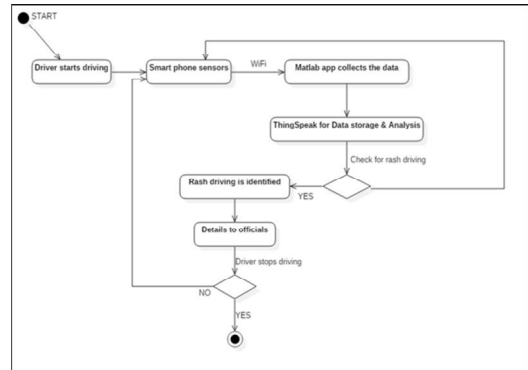 START
Driver starts driving
Smart phone sensors
WiFi
Matlab app collects the data
ThingSpeak for Data storage & Analysis
Check for rash driving
Rash driving is identified
YES
Details to officials
Driver stops driving
NO
YES